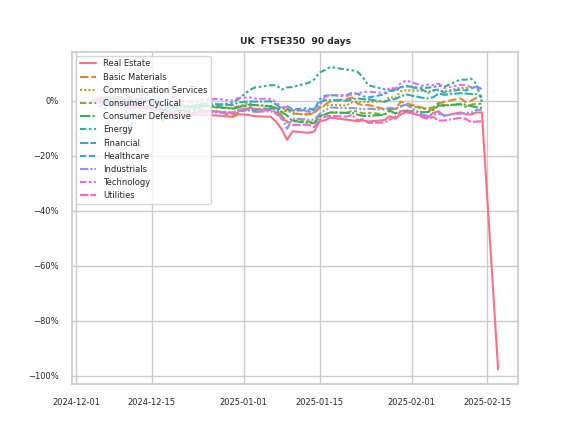 UK FTSE350 90 days
Real Estate
Basic Materials
Communication Services
Consumer Cyclical
Consumer Defensive
Energy
Financial
Healthcare
Industrials
Technology
Utilities
0%
−20%
−40%
−60%
−80%
−100%
2024-12-01 2024-12-15 2025-01-01 2025-01-15 2025-02-01 2025-02-15